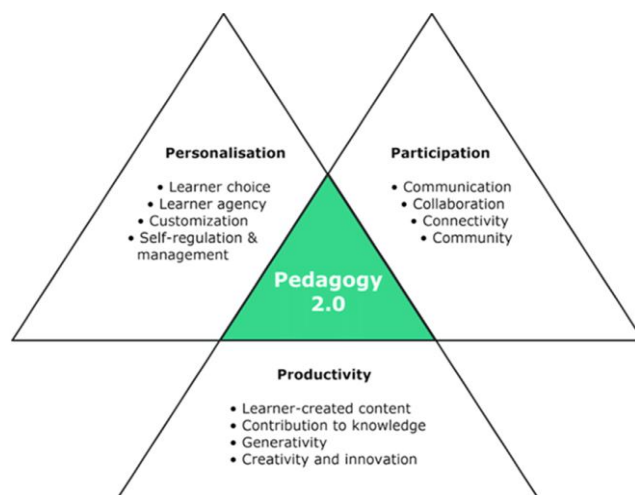 Personalisation
• Learner choice
• Learner agency
• Customization
• Self-regulation &
management
Participation
• Communication
• Collaboration
• Connectivity
• Community
Pedagogy
2.0
Productivity
• Learner-created content
• Contribution to knowledge
• Generativity
• Creativity and innovation